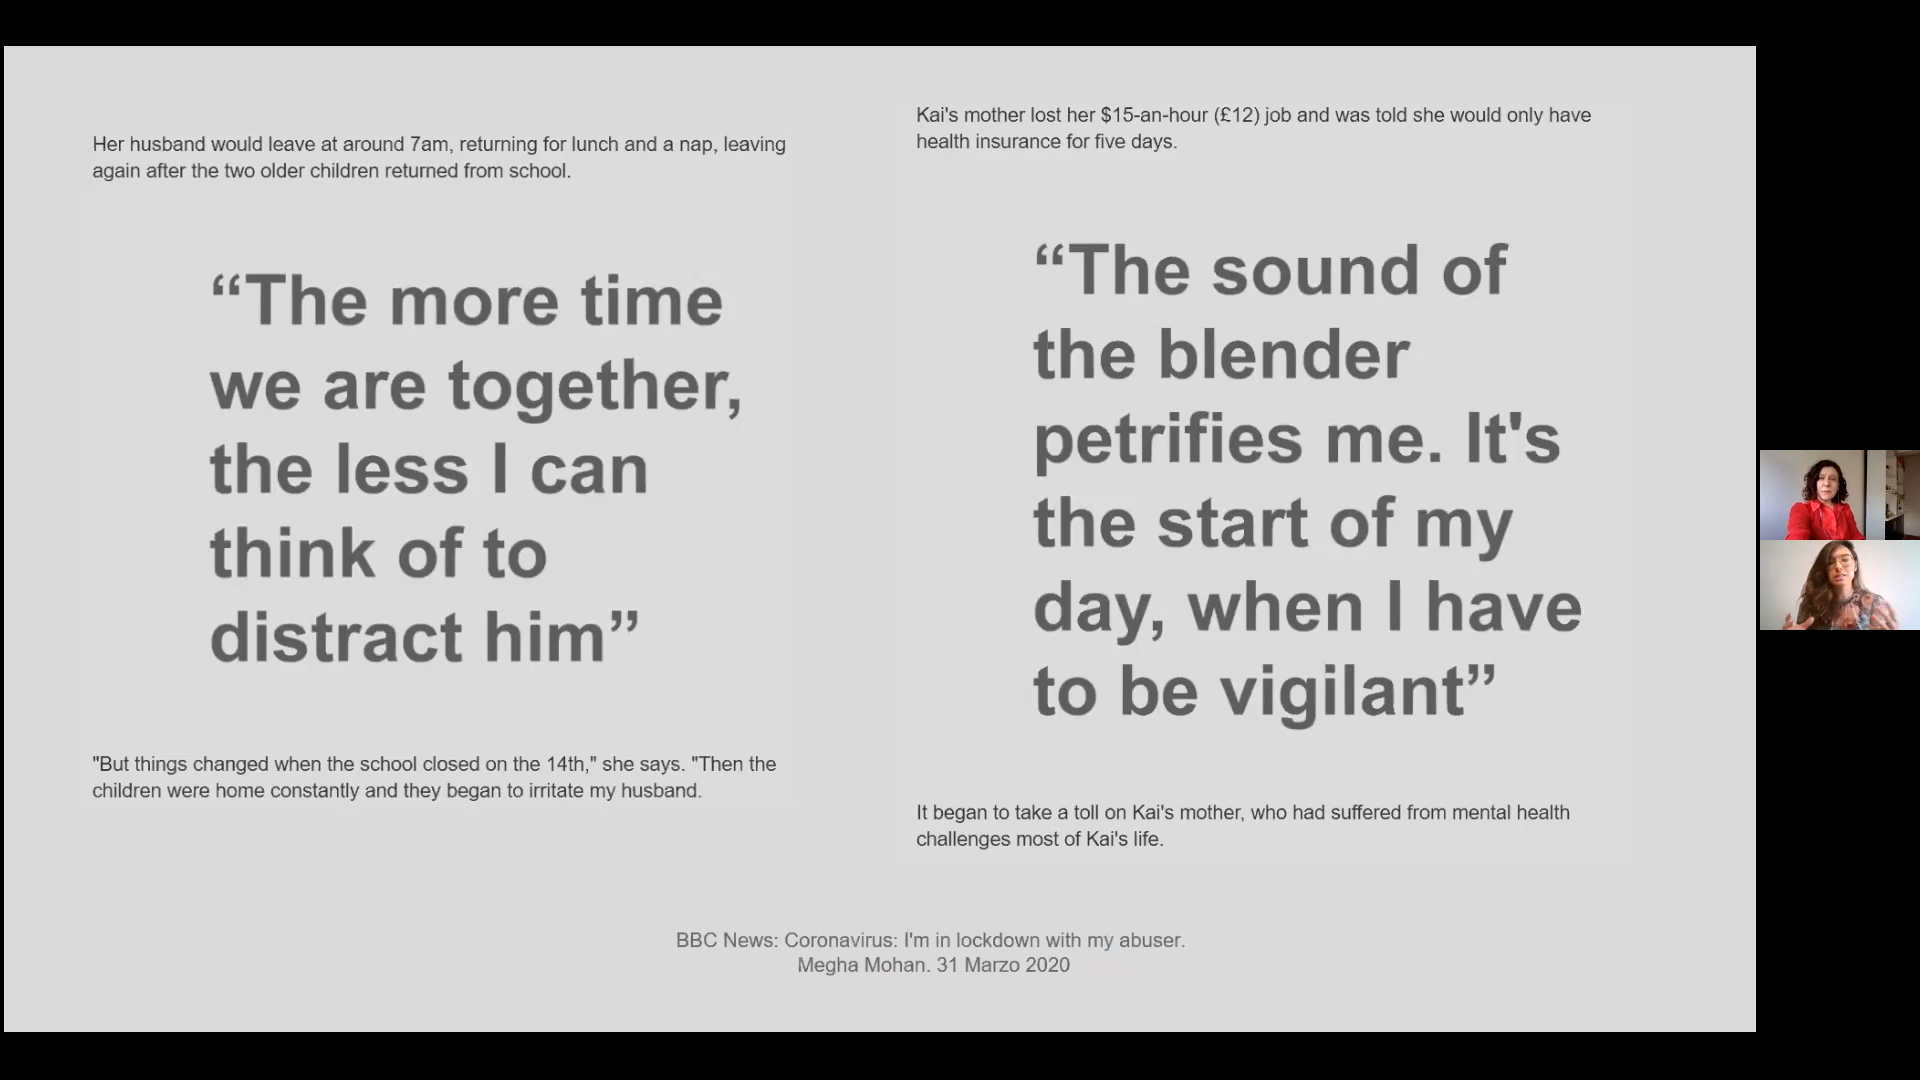 Her husband would leave at around 7am, returning for lunch and a nap, leaving
again after the two older children returned from school.
“The more time
we are together,
the less I can
think of to
distract him”
"But things changed when the school closed on the 14th," she says. "Then the
children were home constantly and they began to irritate my husband.
Kai's mother lost her $15-an-hour (£12) job and was told she would only have
health insurance for five days.
“The sound of
the blender
petrifies me. It's
the start of my
day, when I have
to be vigilant”
It began to take a toll on Kai's mother, who had suffered from mental health
challenges most of Kai's life.
BBC News: Coronavirus: I'm in lockdown with my abuser.
Megha Mohan. 31 Marzo 2020